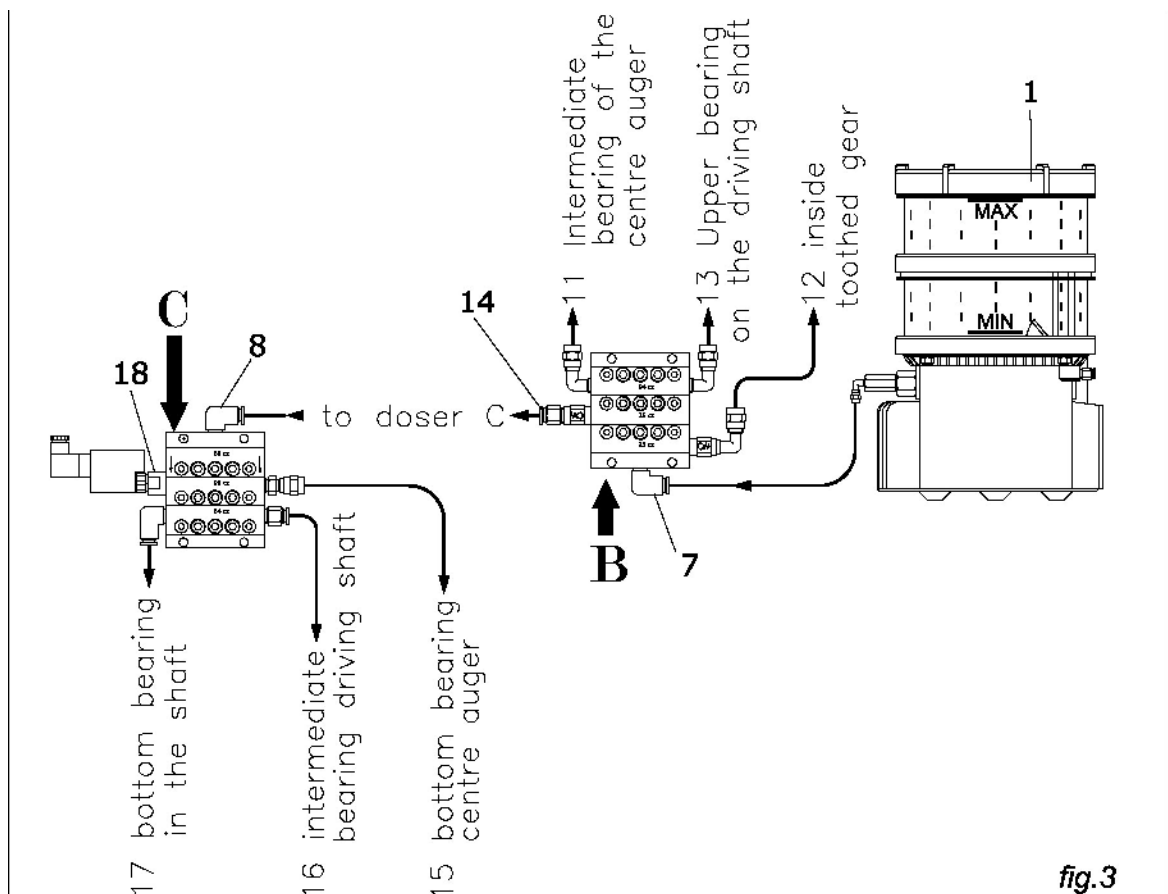 11 Intermediate
bearing of the
centre auger
13 Upper bearing
on the driving shaft
12 inside
toothed gear
1
MAX
MIN
C
18
8
14
to doser C
B
7
17 bottom bearing
in the shaft
16 intermediate
bearing driving shaft
15 bottom bearing
centre auger
fig.3